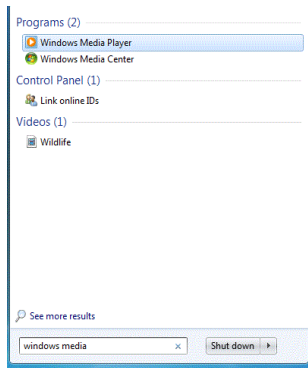 Programs (2)
Windows Media Player
Windows Media Center
Control Panel (1)
Link online IDs
Videos (1)
Wildlife
See more results
windows media
Shut down